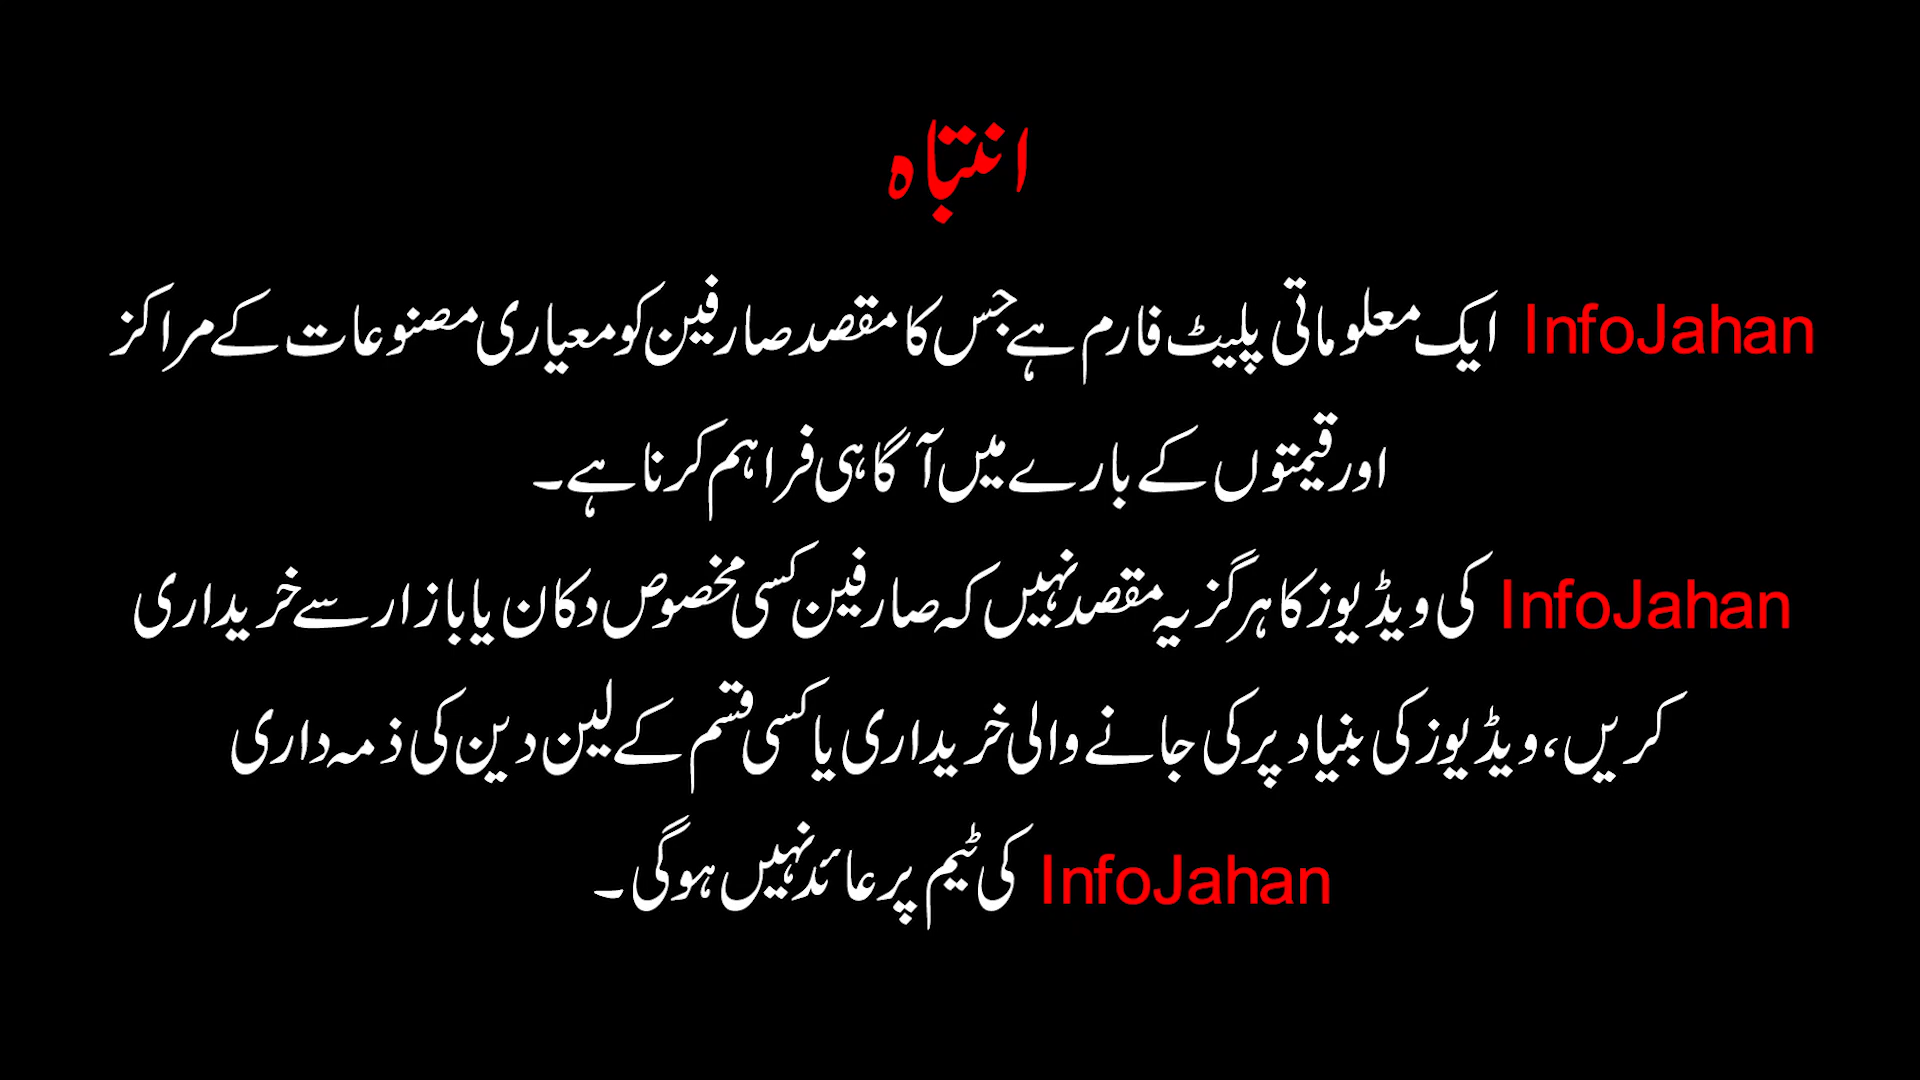 انتباہ
InfoJahan ایک معلوماتی پلیٹ فارم ہے جس کا مقصد صارفین کو معیاری مصنوعات کے مراکز
اور قیمتوں کے بارے میں آگاہی فراہم کرنا ہے۔
InfoJahan کی ویڈیوز کا ہرگز یہ مقصد نہیں کہ صارفین کسی مخصوص دکان یا بازار سے خریداری
کریں، ویڈیوز کی بنیاد پر کی جانے والی خریداری یا کسی قسم کے لین دین کی ذمہ داری
InfoJahan کی ٹیم پر عائد نہیں ہوگی۔